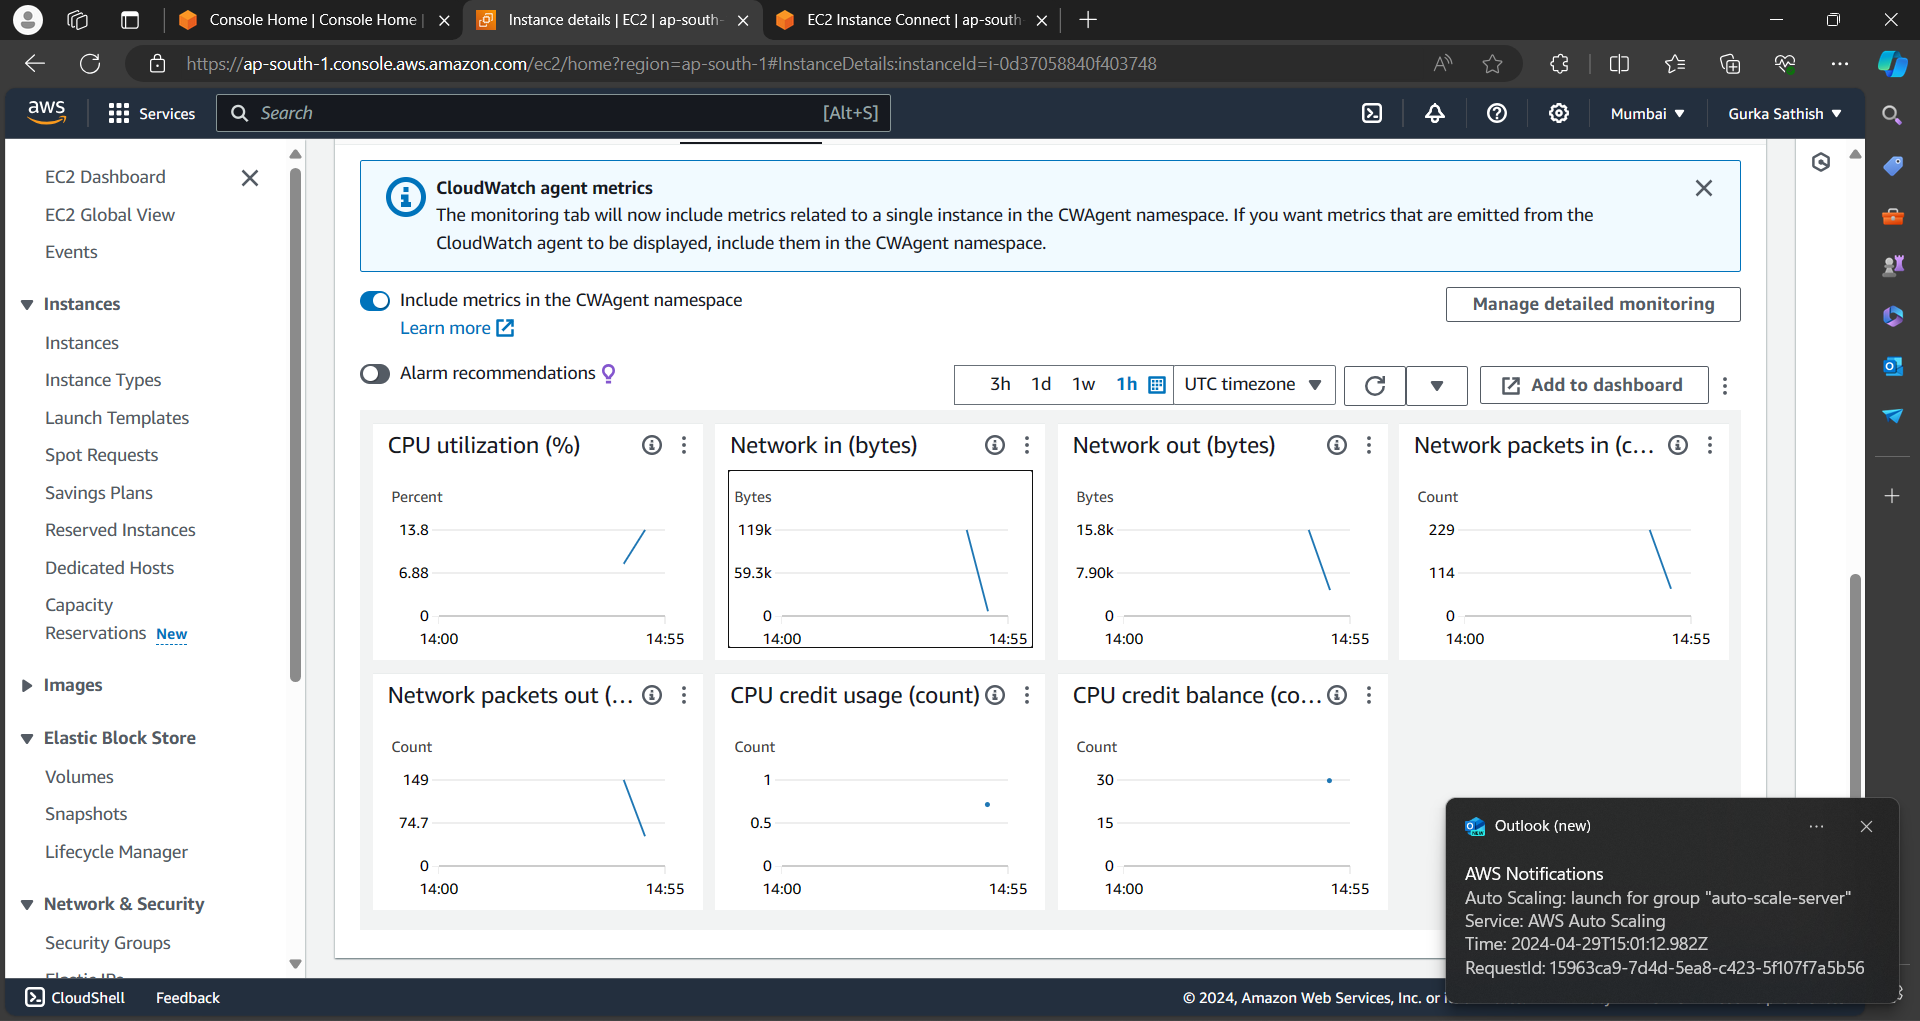 Console Home | Console Home |
Instance details | EC2 | ap-south-
EC2 Instance Connect | ap-south
https://ap-south-1.console.aws.amazon.com/ec2/home?region=ap-south-1#InstanceDetails:instanceId=i-0d37058840f403748
aws
Services
Search
[Alt+S]
Mumbai
Gurka Sathish
EC2 Dashboard
EC2 Global View
Events
Instances
Instances
Instance Types
Launch Templates
Spot Requests
Savings Plans
Reserved Instances
Dedicated Hosts
Capacity
Reservations New
Images
Elastic Block Store
Volumes
Snapshots
Lifecycle Manager
Network & Security
Security Groups
CloudWatch agent metrics
The monitoring tab will now include metrics related to a single instance in the CWAgent namespace. If you want metrics that are emitted from the
CloudWatch agent to be displayed, include them in the CWAgent namespace.
Include metrics in the CWAgent namespace
Learn more
Manage detailed monitoring
Alarm recommendations
3h 1d 1w 1h
UTC timezone
Add to dashboard
CPU utilization (%)
Percent
13.8
6.88
0
14:00 14:55
Network in (bytes)
Bytes
119k
59.3k
0
14:00 14:55
Network out (bytes)
Bytes
15.8k
7.90k
0
14:00 14:55
Network packets in (c...
Count
229
114
0
14:00 14:55
Network packets out (...
Count
149
74.7
0
14:00 14:55
CPU credit usage (count)
Count
1
0.5
0
14:00 14:55
CPU credit balance (co...
Count
30
15
0
14:00 14:55
Outlook (new)
AWS Notifications
Auto Scaling: launch for group "auto-scale-server"
Service: AWS Auto Scaling
Time: 2024-04-29T15:01:12.982Z
RequestId: 15963ca9-7d4d-5ea8-c423-5f107f7a5b56
CloudShell
Feedback
© 2024, Amazon Web Services, Inc. or